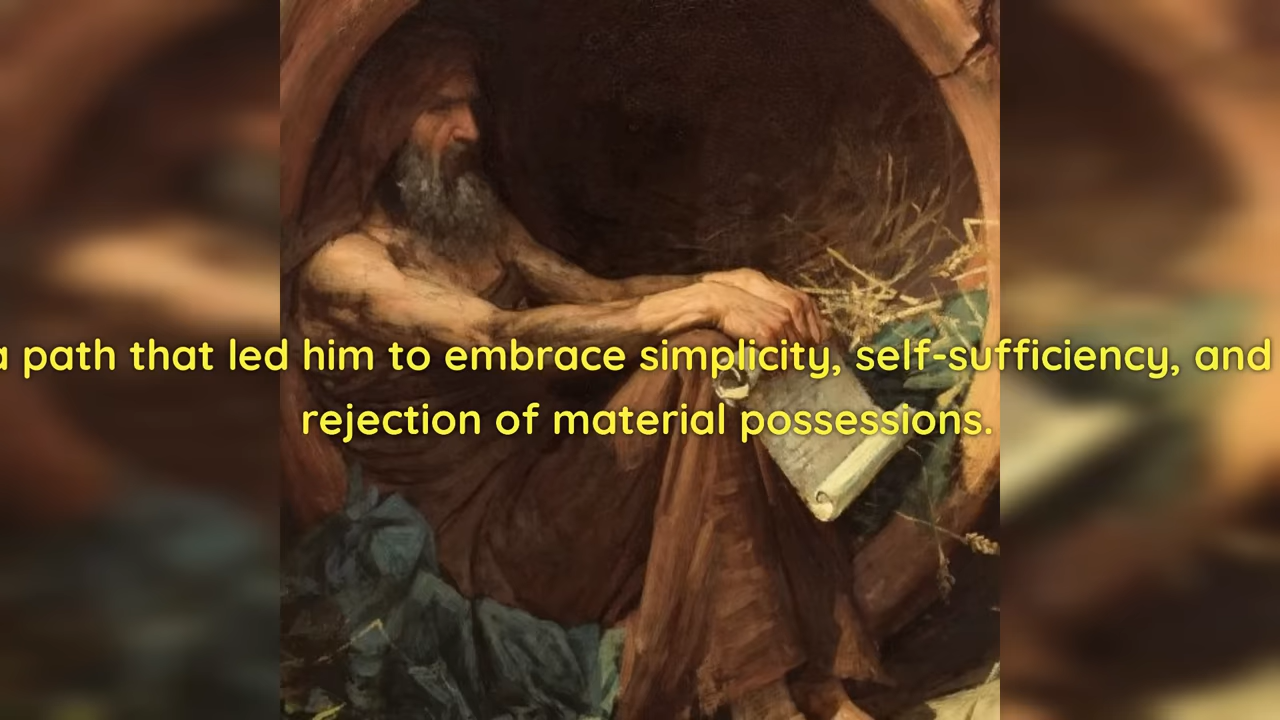 a path that led him to embrace simplicity, self-sufficiency, and
rejection of material possessions.